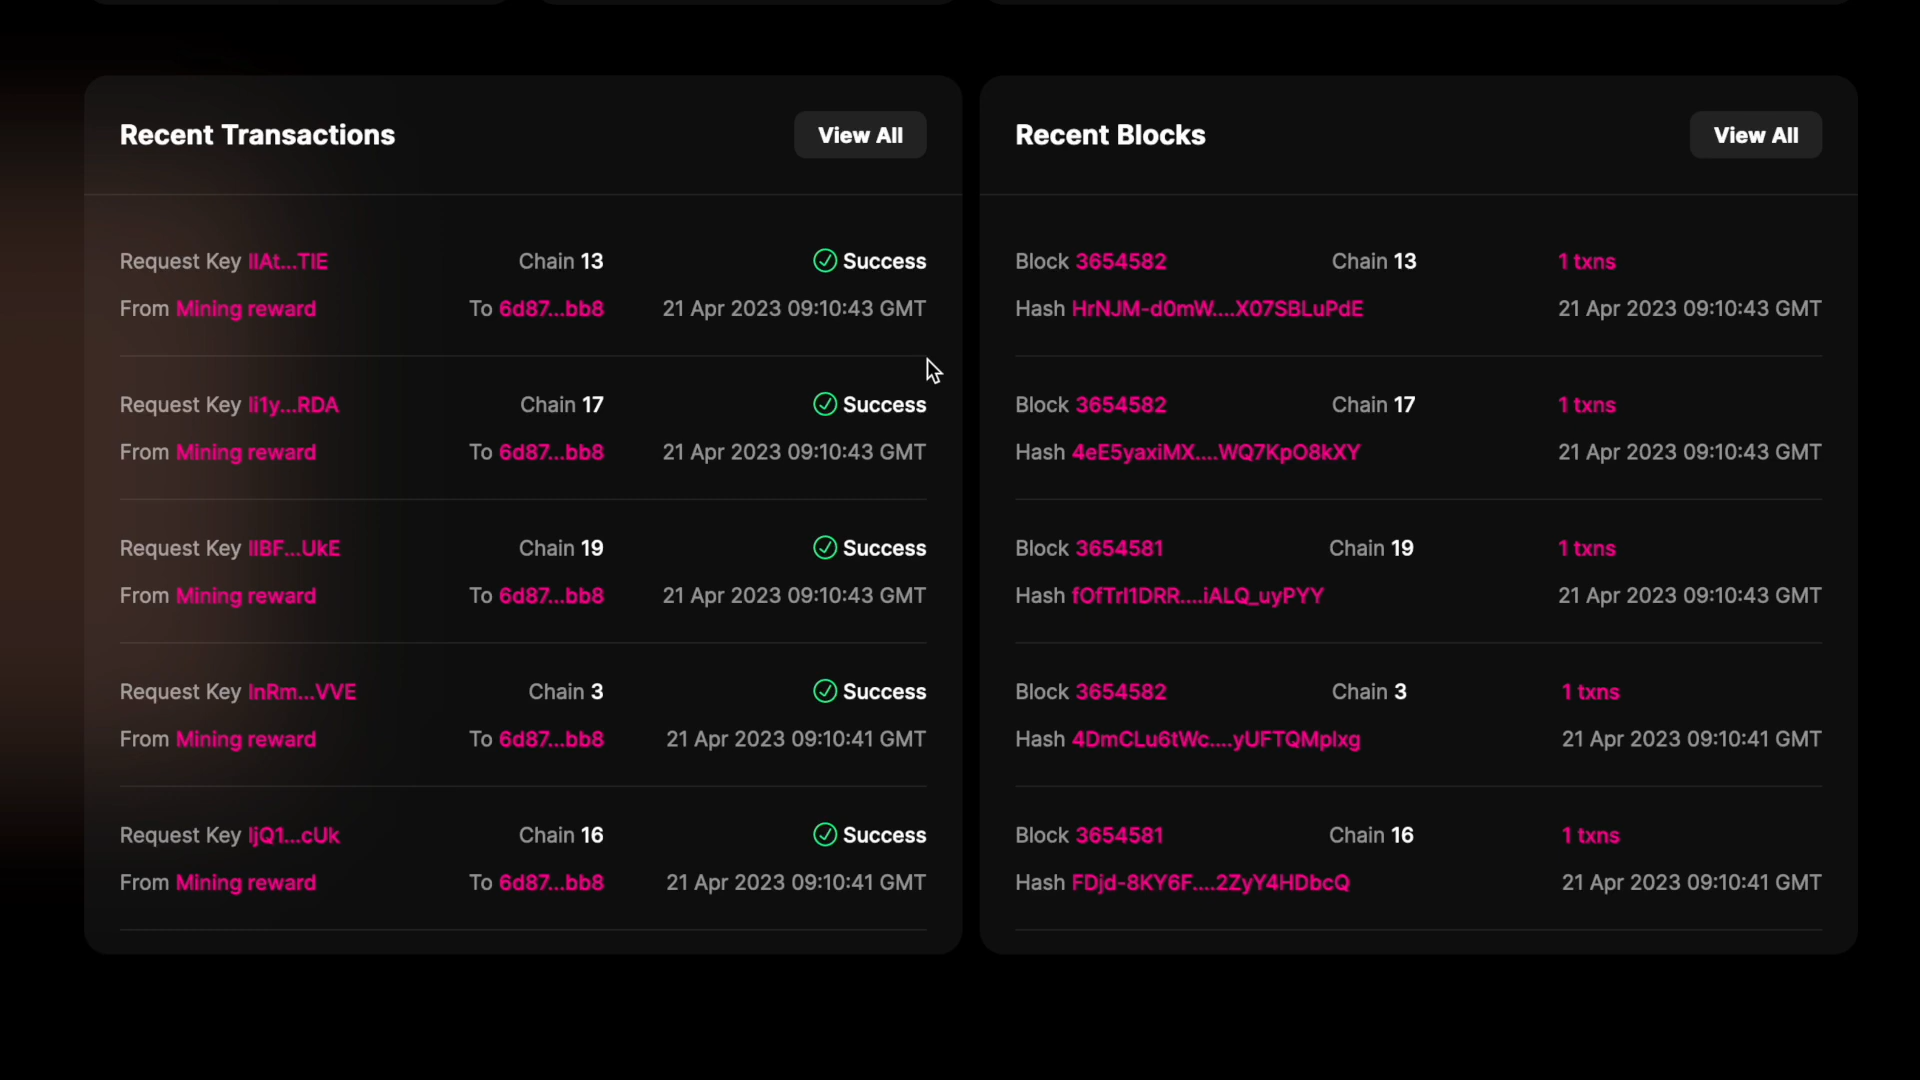 Recent Transactions
View All
Request Key IIAt...TlE Chain 13 Success
From Mining reward To 6d87...bb8 21 Apr 2023 09:10:43 GMT
Request Key Ii1y...RDA Chain 17 Success
From Mining reward To 6d87...bb8 21 Apr 2023 09:10:43 GMT
Request Key IIBF...UkE Chain 19 Success
From Mining reward To 6d87...bb8 21 Apr 2023 09:10:43 GMT
Request Key InRm...VVE Chain 3 Success
From Mining reward To 6d87...bb8 21 Apr 2023 09:10:41 GMT
Request Key IjQ1...cUk Chain 16 Success
From Mining reward To 6d87...bb8 21 Apr 2023 09:10:41 GMT
Recent Blocks
View All
Block 3654582 Chain 13 1 txns
Hash HrNJM-d0mW....X07SBLuPdE 21 Apr 2023 09:10:43 GMT
Block 3654582 Chain 17 1 txns
Hash 4eE5yaxiMX....WQ7KpO8kXY 21 Apr 2023 09:10:43 GMT
Block 3654581 Chain 19 1 txns
Hash fOfTrI1DRR....iALQ_uyPYY 21 Apr 2023 09:10:43 GMT
Block 3654582 Chain 3 1 txns
Hash 4DmCLu6tWc....yUFTQMplxg 21 Apr 2023 09:10:41 GMT
Block 3654581 Chain 16 1 txns
Hash FDjd-8KY6F....2ZyY4HDbcQ 21 Apr 2023 09:10:41 GMT